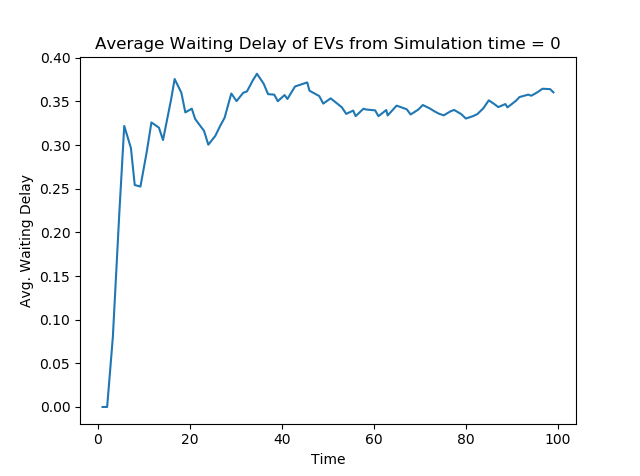 Average Waiting Delay of EVs from Simulation time = 0
0.40
0.35
0.30
0.25
0.20
0.15
0.10
0.05
0.00
Avg. Waiting Delay
0 20 40 60 80 100
Time